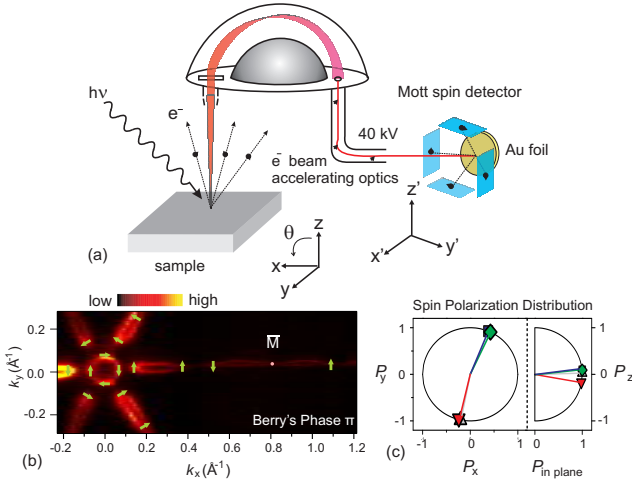 hν
e⁻
40 kV
Mott spin detector
Au foil
e⁻ beam
accelerating optics
(a)
sample
θ
z
x
y
z'
x'
y'
low
high
0.2
0.0
-0.2
k_y(Å⁻¹)
M̅
Berry's Phase π
(b)
0.0 0.2 0.4 0.6 0.8 1.0 1.2
k_x(Å⁻¹)
Spin Polarization Distribution
1
0
-1
P_y
-1 0 1
P_x
1
0
-1
P_z
0 1
P_in plane
(c)